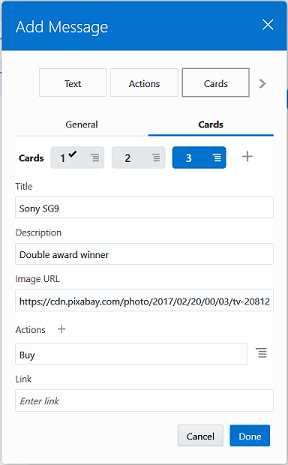 Add Message
Text Actions Cards
General Cards
Cards 1 2 3
Title
Sony SG9
Description
Double award winner
Image URL
https://cdn.pixabay.com/photo/2017/02/20/00/03/tv-20812
Actions
Buy
Link
Enter link
Cancel Done